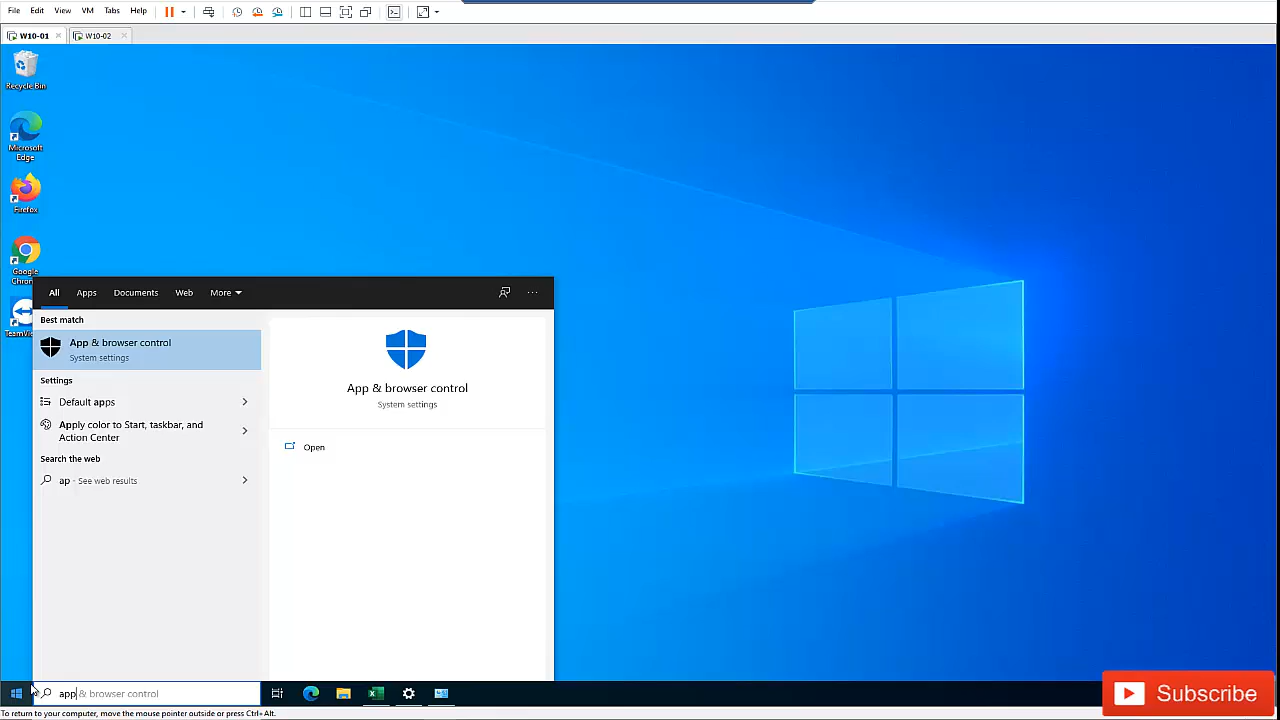 File Edit View VM Tabs Help
W10-01 W10-02
Recycle Bin
Microsoft
Edge
Firefox
Google
Chrom
TeamVie
All Apps Documents Web More
Best match
App & browser control
System settings
Settings
Default apps
Apply color to Start, taskbar, and
Action Center
Search the web
ap - See web results
App & browser control
System settings
Open
app & browser control
Subscribe
To return to your computer, move the mouse pointer outside or press Ctrl+Alt.